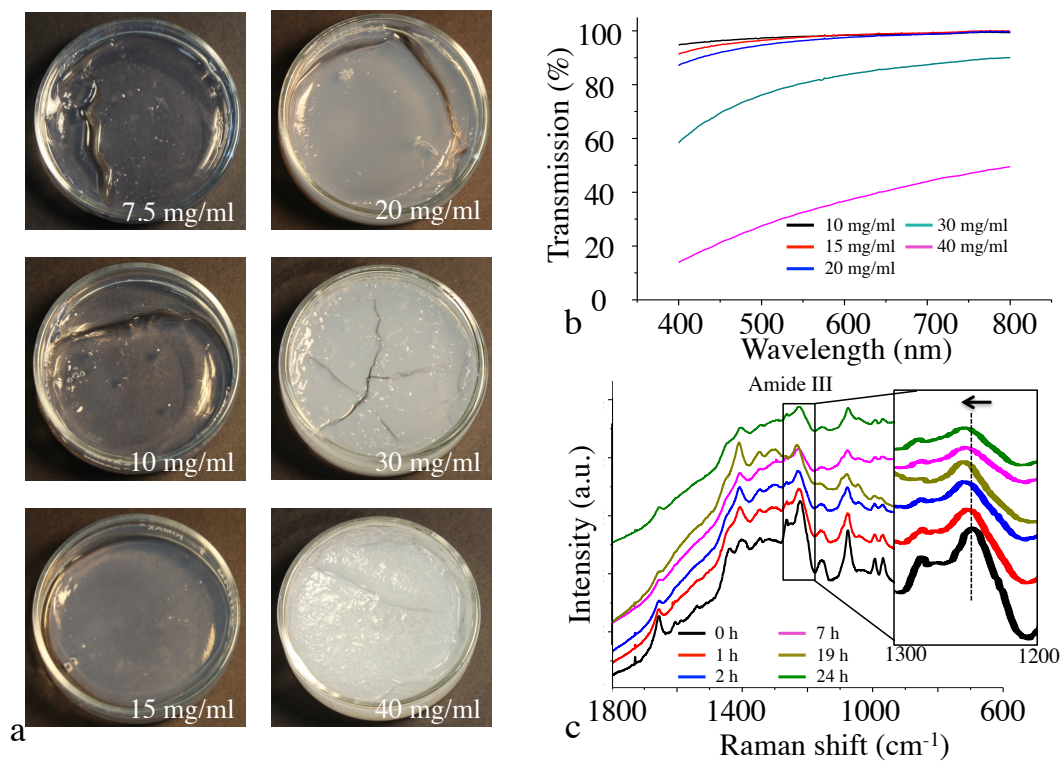 7.5 mg/ml
20 mg/ml
10 mg/ml
30 mg/ml
15 mg/ml
40 mg/ml
a
Transmission (%)
100
80
60
40
20
0
10 mg/ml
15 mg/ml
20 mg/ml
30 mg/ml
40 mg/ml
400 500 600 700 800
Wavelength (nm)
b
Amide III
Intensity (a.u.)
0 h
1 h
2 h
7 h
19 h
24 h
1300 1200
1800 1400 1000 600
Raman shift (cm-1)
c